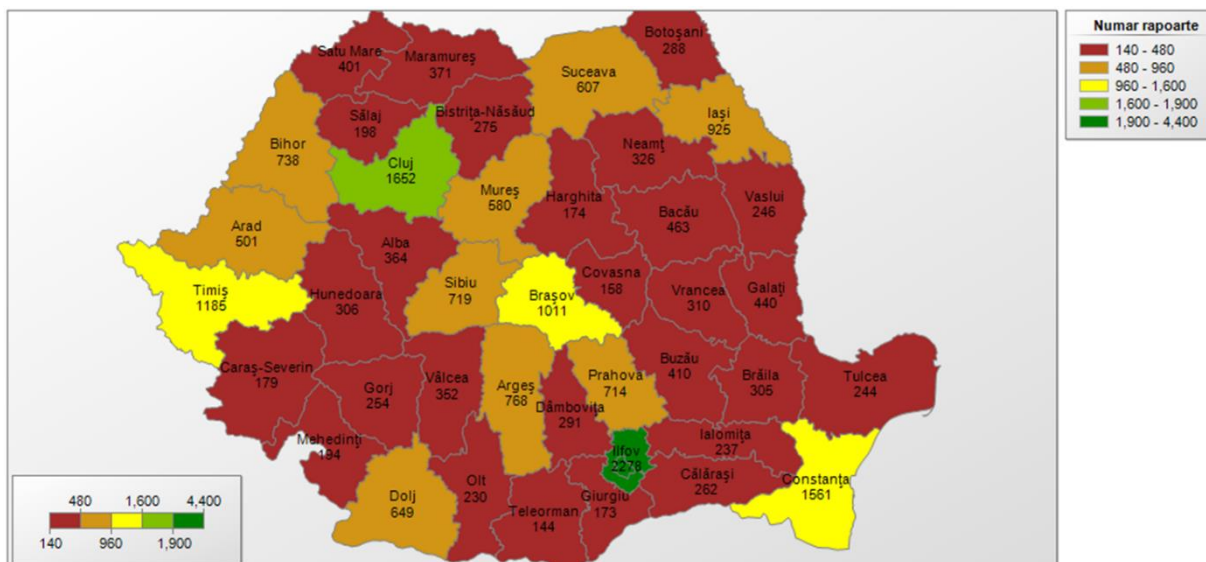 Botoşani
288
Satu Mare
401
Maramureş
371
Suceava
607
Iaşi
925
Sălaj
198
Bistriţa-Năsăud
275
Bihor
738
Cluj
1652
Neamţ
326
Mureş
580
Harghita
174
Vaslui
246
Bacău
463
Arad
501
Alba
364
Sibiu
719
Covasna
158
Timiş
1185
Hunedoara
306
Braşov
1011
Vrancea
310
Galaţi
440
Caraş-Severin
179
Gorj
254
Vâlcea
352
Argeş
768
Prahova
714
Buzău
410
Brăila
305
Tulcea
244
Dâmboviţa
291
Mehedinţi
194
Ialomiţa
237
Ilfov
2278
Călăraşi
262
Constanţa
1561
Dolj
649
Olt
230
Teleorman
144
Giurgiu
173
Numar rapoarte
140 - 480
480 - 960
960 - 1,600
1,600 - 1,900
1,900 - 4,400
480 1,600 4,400
140 960 1,900